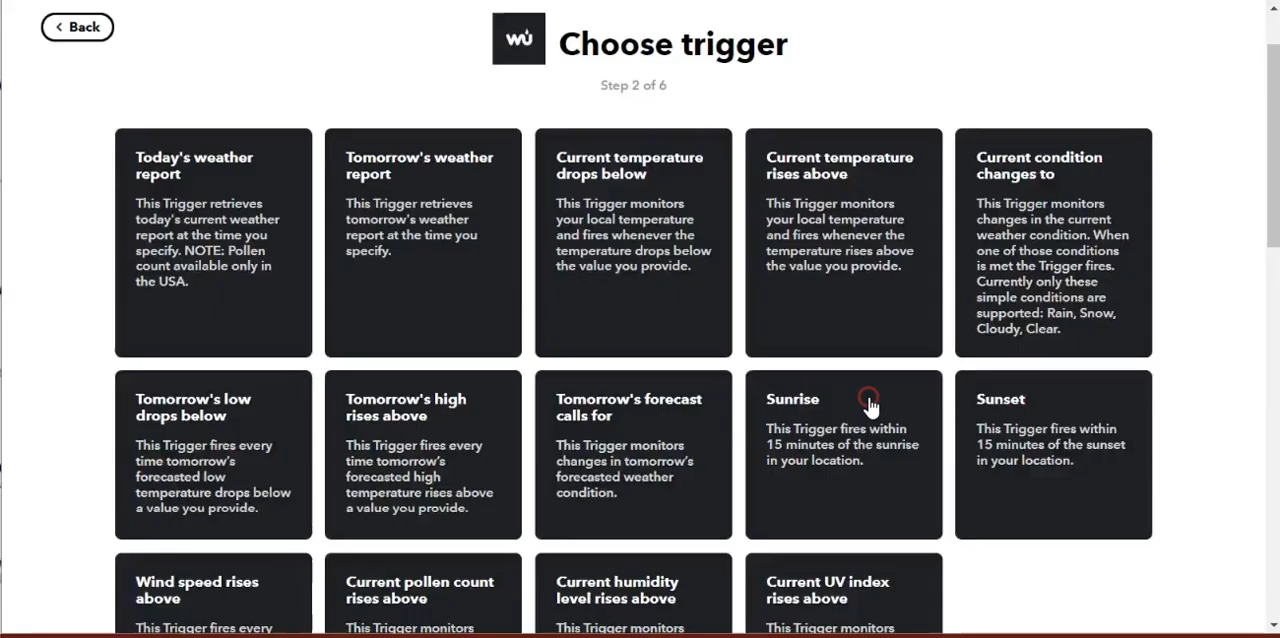 Back
wu
Choose trigger
Step 2 of 6
Today's weather
report
This Trigger retrieves
today's current weather
report at the time you
specify. NOTE: Pollen
count available only in
the USA.
Tomorrow's weather
report
This Trigger retrieves
tomorrow's weather
report at the time you
specify.
Current temperature
drops below
This Trigger monitors
your local temperature
and fires whenever the
temperature drops below
the value you provide.
Current temperature
rises above
This Trigger monitors
your local temperature
and fires whenever the
temperature rises above
the value you provide.
Current condition
changes to
This Trigger monitors
changes in the current
weather condition. When
one of those conditions
is met the Trigger fires.
Currently only these
simple conditions are
supported: Rain, Snow,
Cloudy, Clear.
Tomorrow's low
drops below
This Trigger fires every
time tomorrow's
forecasted low
temperature drops below
a value you provide.
Tomorrow's high
rises above
This Trigger fires every
time tomorrow's
forecasted high
temperature rises above
a value you provide.
Tomorrow's forecast
calls for
This Trigger monitors
changes in tomorrow's
forecasted weather
condition.
Sunrise
This Trigger fires within
15 minutes of the sunrise
in your location.
Sunset
This Trigger fires within
15 minutes of the sunset
in your location.
Wind speed rises
above
This Trigger fires every
Current pollen count
rises above
This Trigger monitors
Current humidity
level rises above
This Trigger monitors
Current UV index
rises above
This Trigger monitors